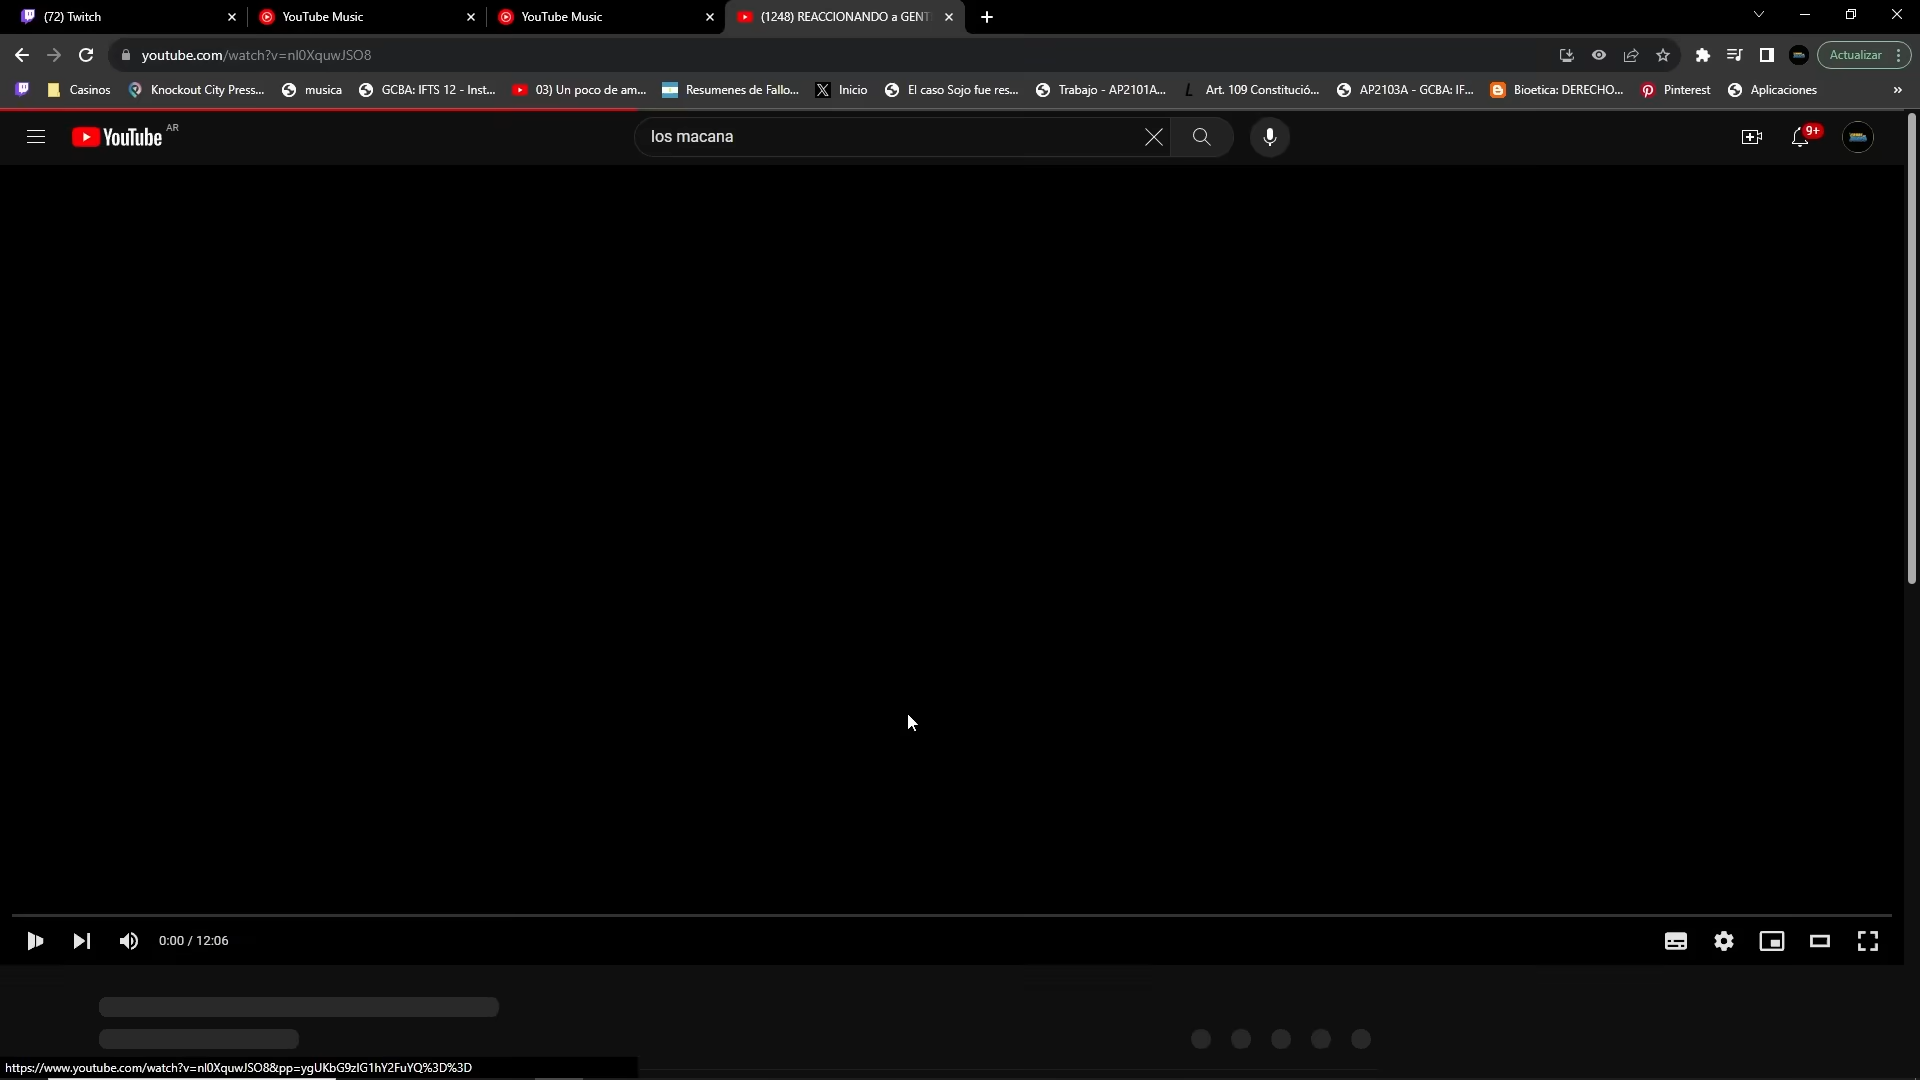 (72) Twitch
YouTube Music
YouTube Music
(1248) REACCIONANDO a GENT
youtube.com/watch?v=nl0XquwJSO8
Actualizar
Casinos
Knockout City Press...
musica
GCBA: IFTS 12 - Inst...
03) Un poco de am...
Resumenes de Fallo...
Inicio
El caso Sojo fue res...
Trabajo - AP2101A...
Art. 109 Constitució...
AP2103A - GCBA: IF...
Bioetica: DERECHO...
Pinterest
Aplicaciones
»
YouTube AR
los macana
9+
0:00 / 12:06
https://www.youtube.com/watch?v=nl0XquwJSO8&pp=ygUKbG9zIG1hY2FuYQ%3D%3D